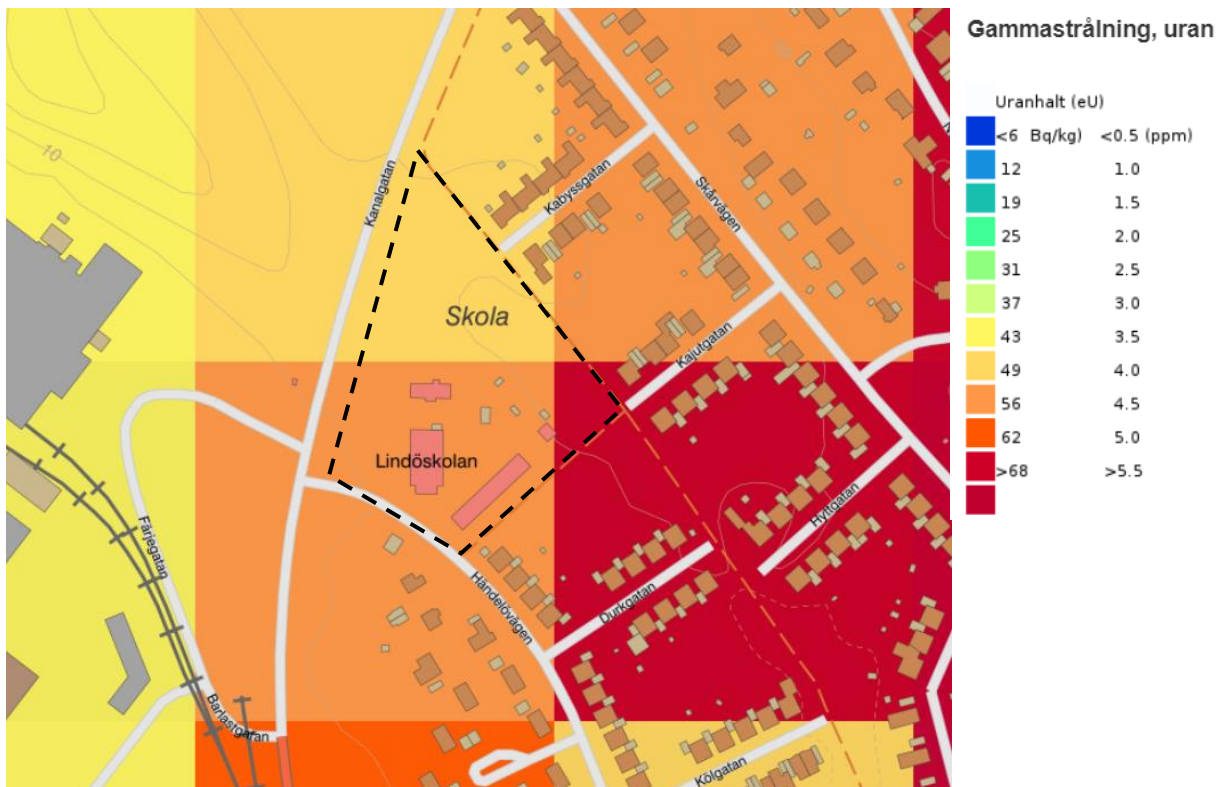 Gammastrålning, uran
Uranhalt (eU)
<6 Bq/kg) <0.5 (ppm)
12 1.0
19 1.5
25 2.0
31 2.5
37 3.0
43 3.5
49 4.0
56 4.5
62 5.0
>68 >5.5
10
Kanalgatan
Kabyssgatan
Skårvägen
Skola
Kajutgatan
Lindöskolan
Hyttgatan
Färjegatan
Durkgatan
Händelövägen
Barlastgatan
Kölgatan